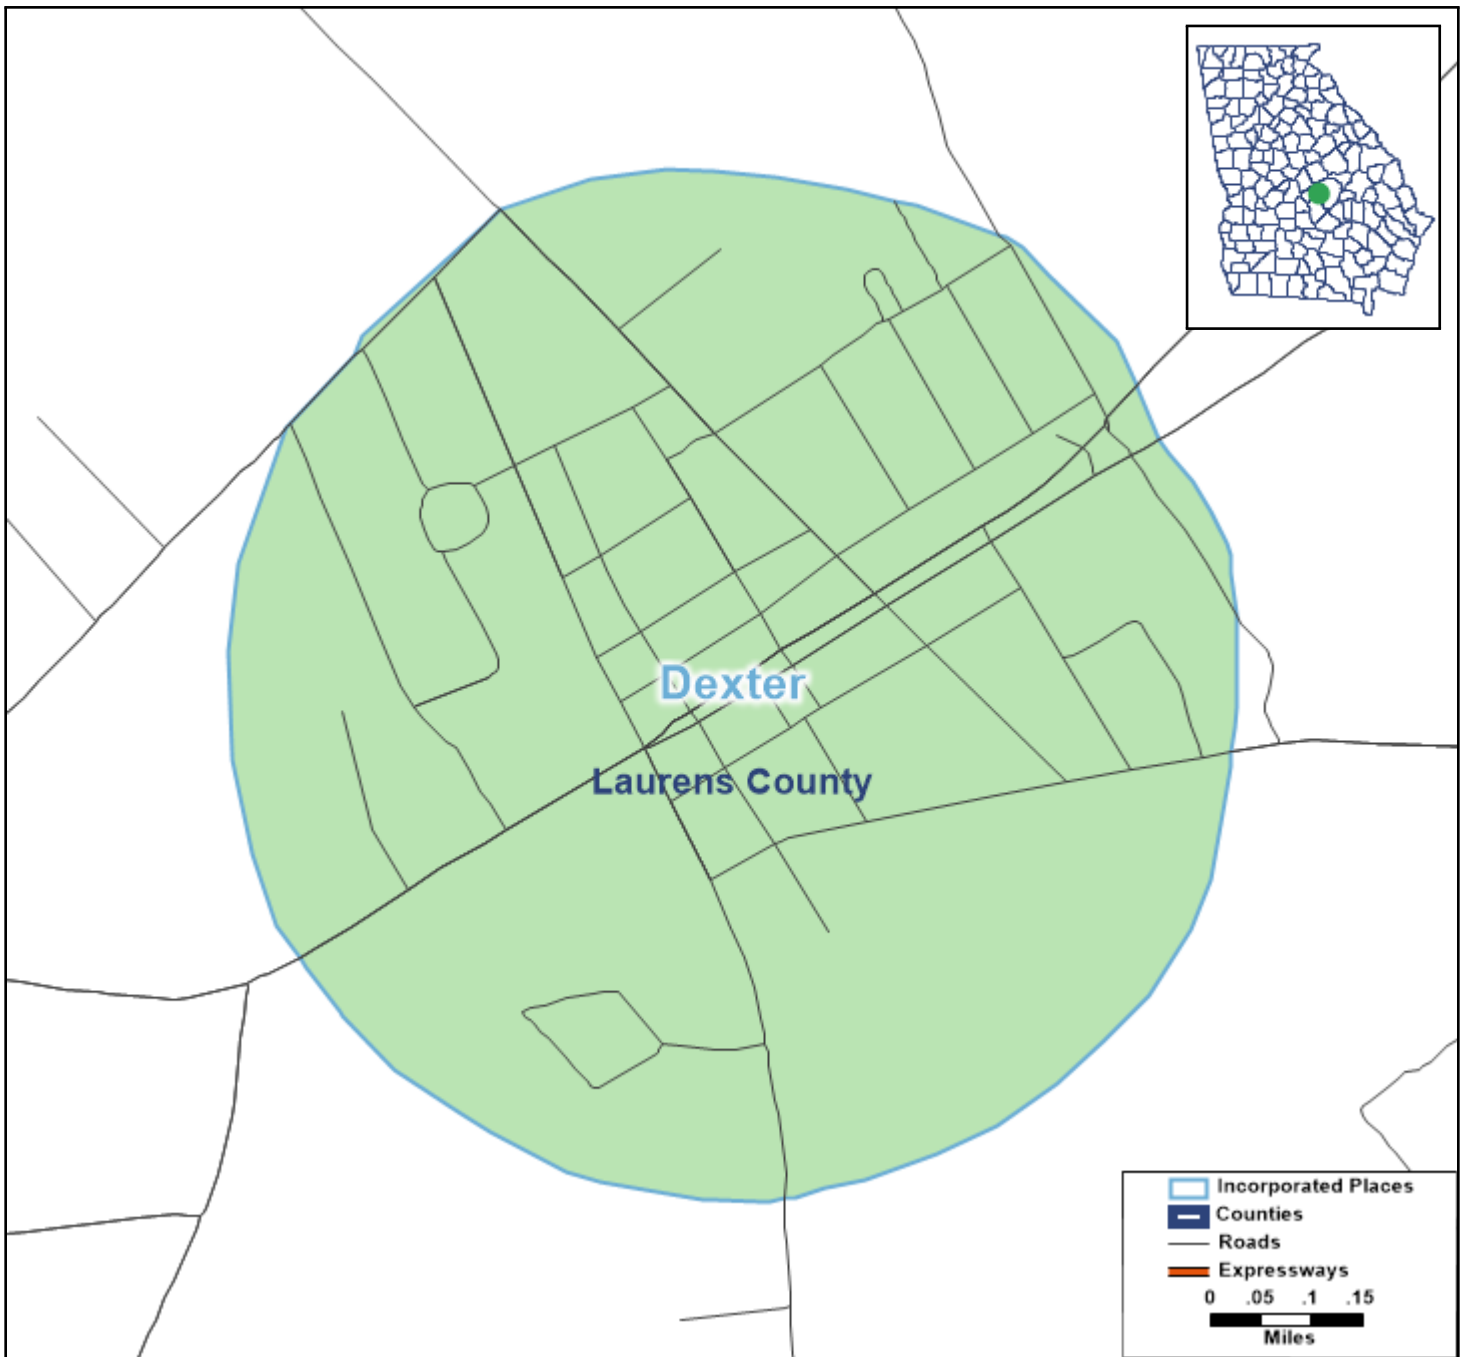 Dexter
Laurens County
Incorporated Places
Counties
Roads
Expressways
0 .05 .1 .15
Miles